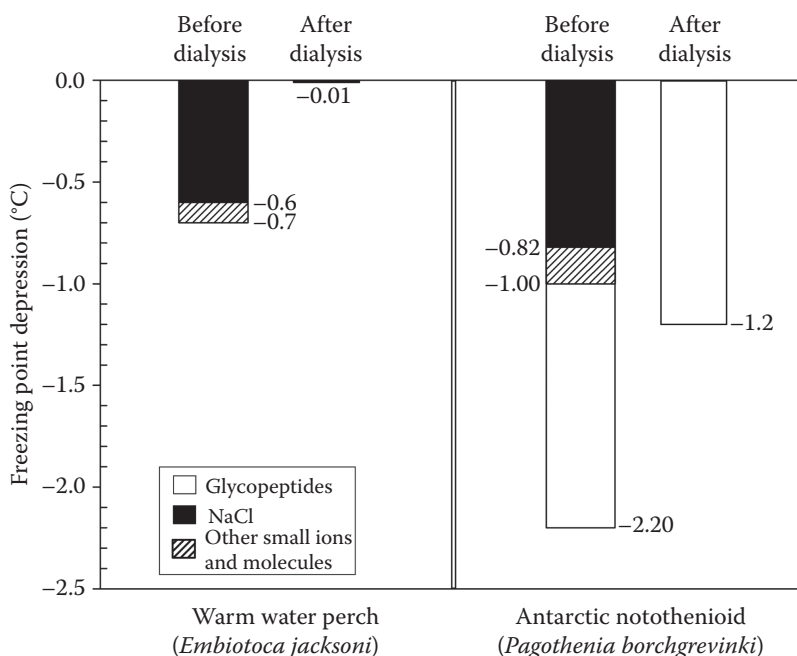 Before
dialysis
After
dialysis
Before
dialysis
After
dialysis
0.0
−0.5
−1.0
−1.5
−2.0
−2.5
Freezing point depression (°C)
−0.01
−0.6
−0.7
−0.82
−1.00
−1.2
−2.20
Glycopeptides
NaCl
Other small ions
and molecules
Warm water perch
(Embiotoca jacksoni)
Antarctic notothenioid
(Pagothenia borchgrevinki)